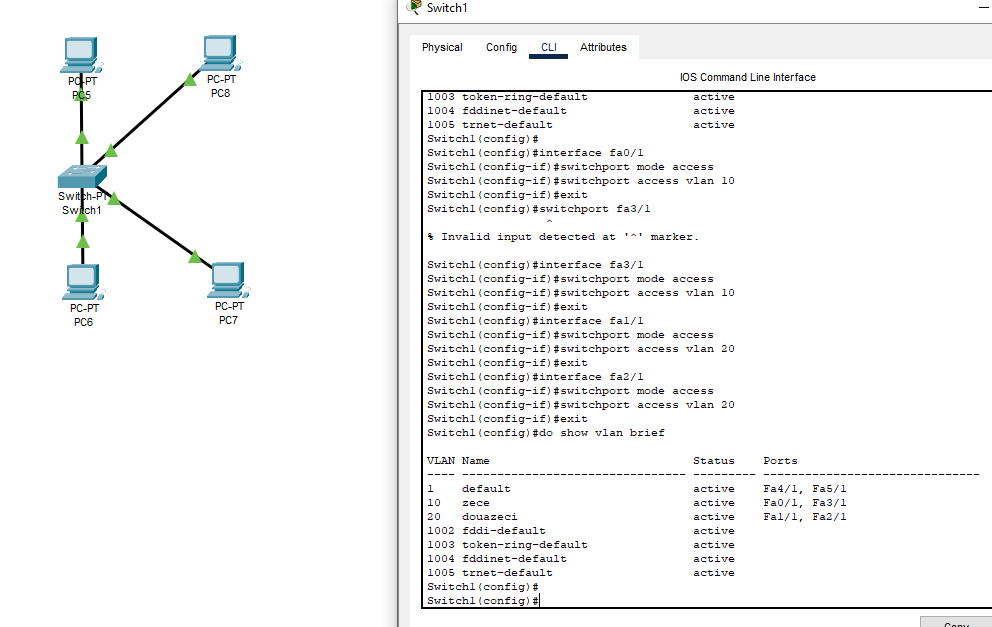 PC-PT
PC5
PC-PT
PC8
Switch-PT
Switch1
PC-PT
PC6
PC-PT
PC7
Switch1
Physical Config CLI Attributes
IOS Command Line Interface
1003 token-ring-default active
1004 fddinet-default active
1005 trnet-default active
Switch1(config)#
Switch1(config)#interface fa0/1
Switch1(config-if)#switchport mode access
Switch1(config-if)#switchport access vlan 10
Switch1(config-if)#exit
Switch1(config)#switchport fa3/1
^
% Invalid input detected at '^' marker.
Switch1(config)#interface fa3/1
Switch1(config-if)#switchport mode access
Switch1(config-if)#switchport access vlan 10
Switch1(config-if)#exit
Switch1(config)#interface fa1/1
Switch1(config-if)#switchport mode access
Switch1(config-if)#switchport access vlan 20
Switch1(config-if)#exit
Switch1(config)#interface fa2/1
Switch1(config-if)#switchport mode access
Switch1(config-if)#switchport access vlan 20
Switch1(config-if)#exit
Switch1(config)#do show vlan brief
VLAN Name Status Ports
---- -------------------------------- --------- -------------------------------
1 default active Fa4/1, Fa5/1
10 zece active Fa0/1, Fa3/1
20 douazeci active Fa1/1, Fa2/1
1002 fddi-default active
1003 token-ring-default active
1004 fddinet-default active
1005 trnet-default active
Switch1(config)#
Switch1(config)#
Copy